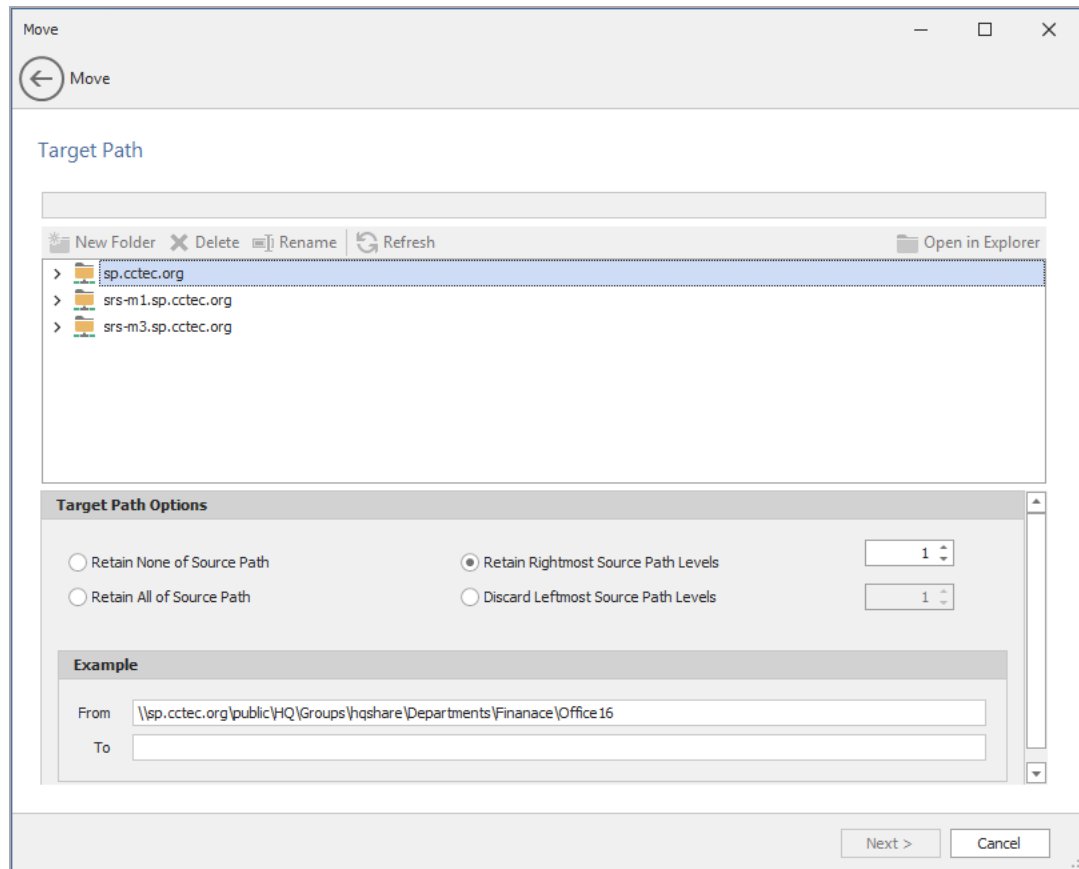 Move
Move
Target Path
New Folder Delete Rename Refresh Open in Explorer
sp.cctec.org
srs-m1.sp.cctec.org
srs-m3.sp.cctec.org
Target Path Options
Retain None of Source Path Retain Rightmost Source Path Levels 1
Retain All of Source Path Discard Leftmost Source Path Levels 1
Example
From \\sp.cctec.org\public\HQ\Groups\hqshare\Departments\Finanace\Office16
To
Next > Cancel